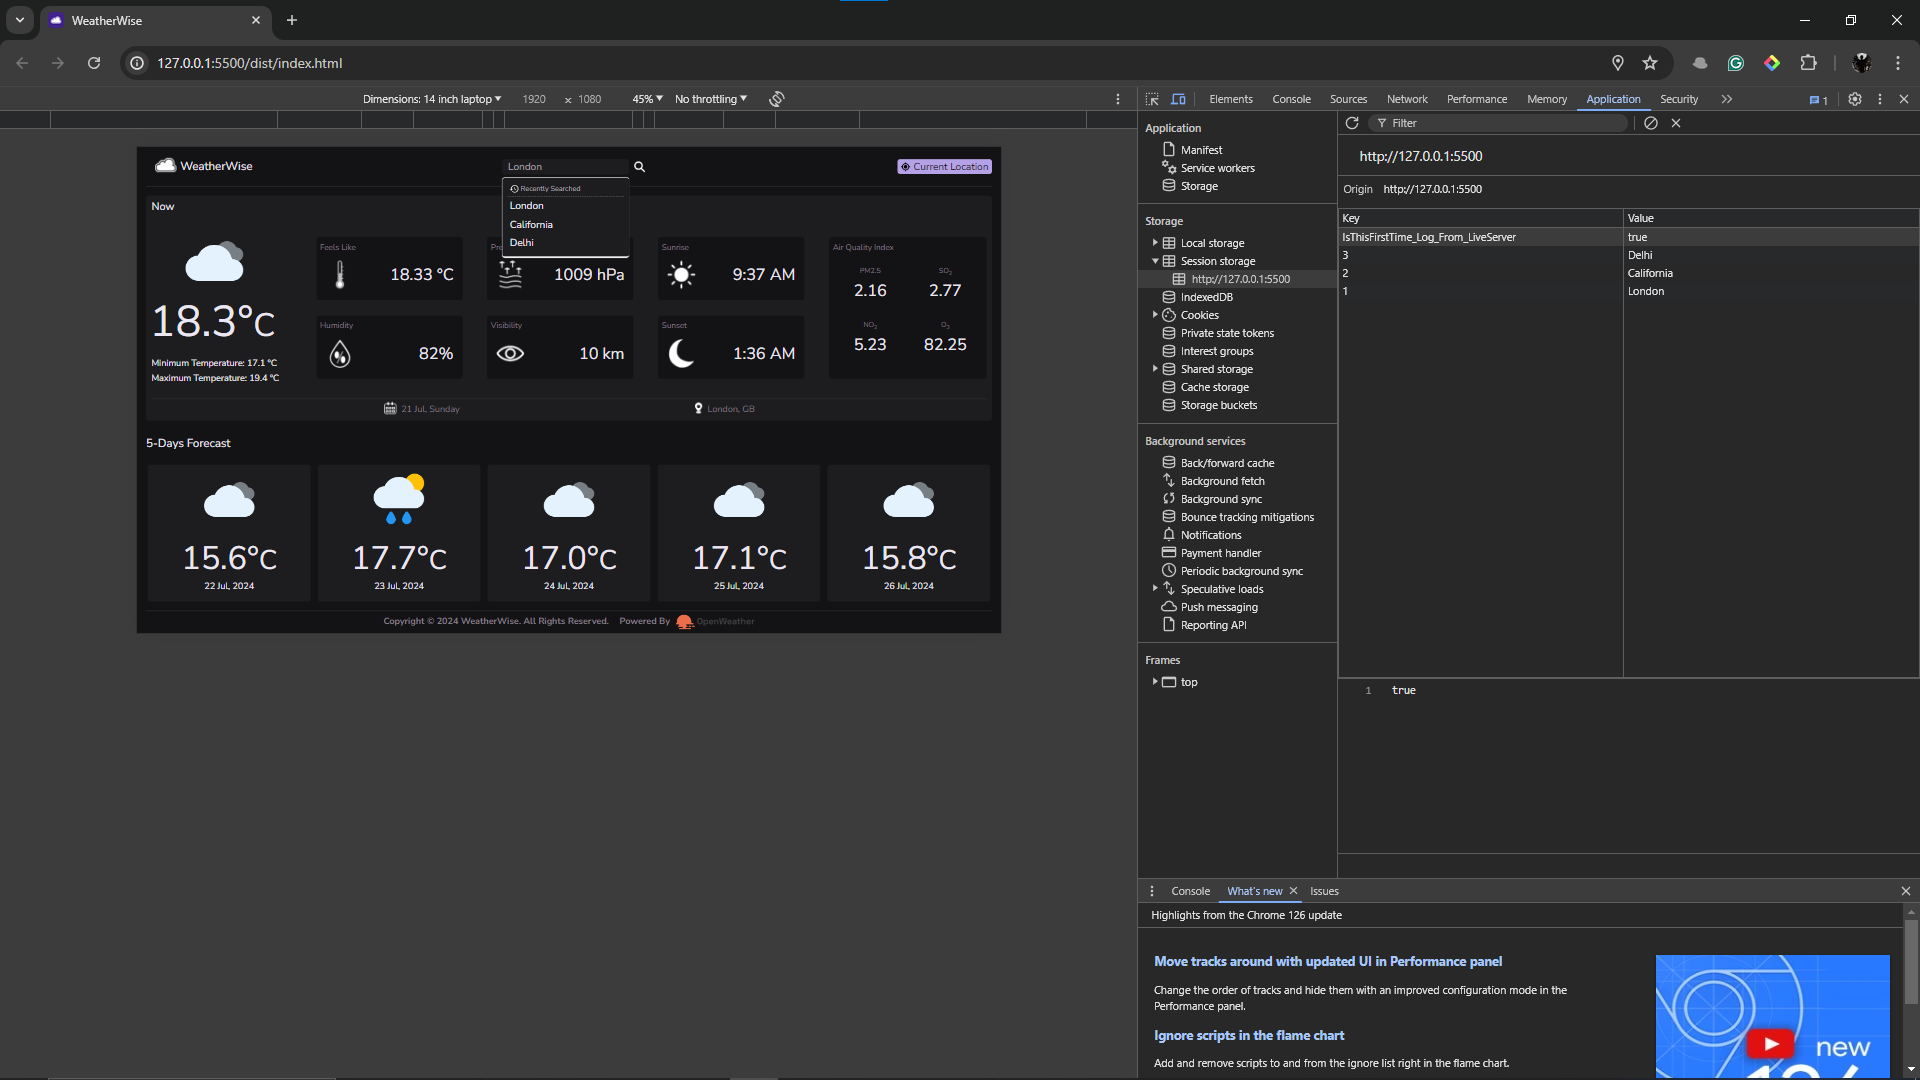 WeatherWise
127.0.0.1:5500/dist/index.html
Dimensions: 14 inch laptop 1920 x 1080 45% No throttling
WeatherWise
London
Current Location
Recently Searched
London
California
Delhi
Now
18.3°C
Minimum Temperature: 17.1 °C
Maximum Temperature: 19.4 °C
Feels Like
18.33 °C
1009 hPa
Sunrise
9:37 AM
Humidity
82%
Visibility
10 km
Sunset
1:36 AM
Air Quality Index
PM2.5
2.16
SO2
2.77
NO2
5.23
O3
82.25
21 Jul, Sunday
London, GB
5-Days Forecast
15.6°C
22 Jul, 2024
17.7°C
23 Jul, 2024
17.0°C
24 Jul, 2024
17.1°C
25 Jul, 2024
15.8°C
26 Jul, 2024
Copyright © 2024 WeatherWise. All Rights Reserved. Powered By OpenWeather
Elements Console Sources Network Performance Memory Application Security 1
Application
Manifest
Service workers
Storage
Storage
Local storage
Session storage
http://127.0.0.1:5500
IndexedDB
Cookies
Private state tokens
Interest groups
Shared storage
Cache storage
Storage buckets
Background services
Back/forward cache
Background fetch
Background sync
Bounce tracking mitigations
Notifications
Payment handler
Periodic background sync
Speculative loads
Push messaging
Reporting API
Frames
top
Filter
http://127.0.0.1:5500
Origin http://127.0.0.1:5500
Key Value
IsThisFirstTime_Log_From_LiveServer true
3 Delhi
2 California
1 London
1 true
Console What's new Issues
Highlights from the Chrome 126 update
Move tracks around with updated UI in Performance panel
Change the order of tracks and hide them with an improved configuration mode in the
Performance panel.
Ignore scripts in the flame chart
Add and remove scripts to and from the ignore list right in the flame chart.
new